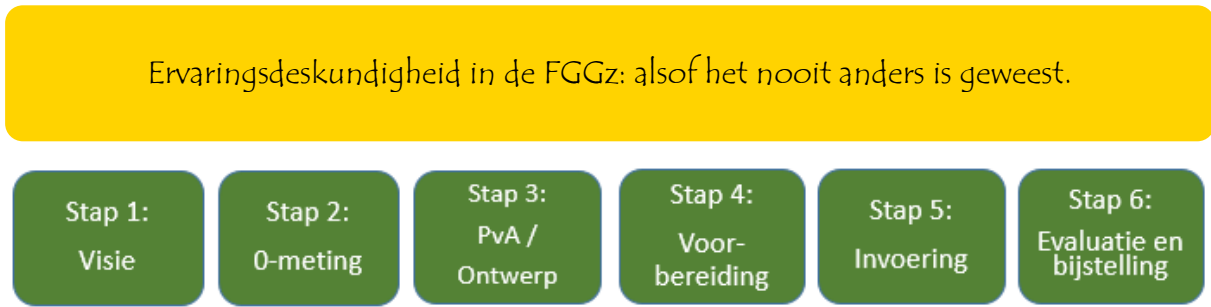 Ervaringsdeskundigheid in de FGGz: alsof het nooit anders is geweest.
Stap 1:
Visie
Stap 2:
0-meting
Stap 3:
PvA /
Ontwerp
Stap 4:
Voor-
bereiding
Stap 5:
Invoering
Stap 6:
Evaluatie en
bijstelling